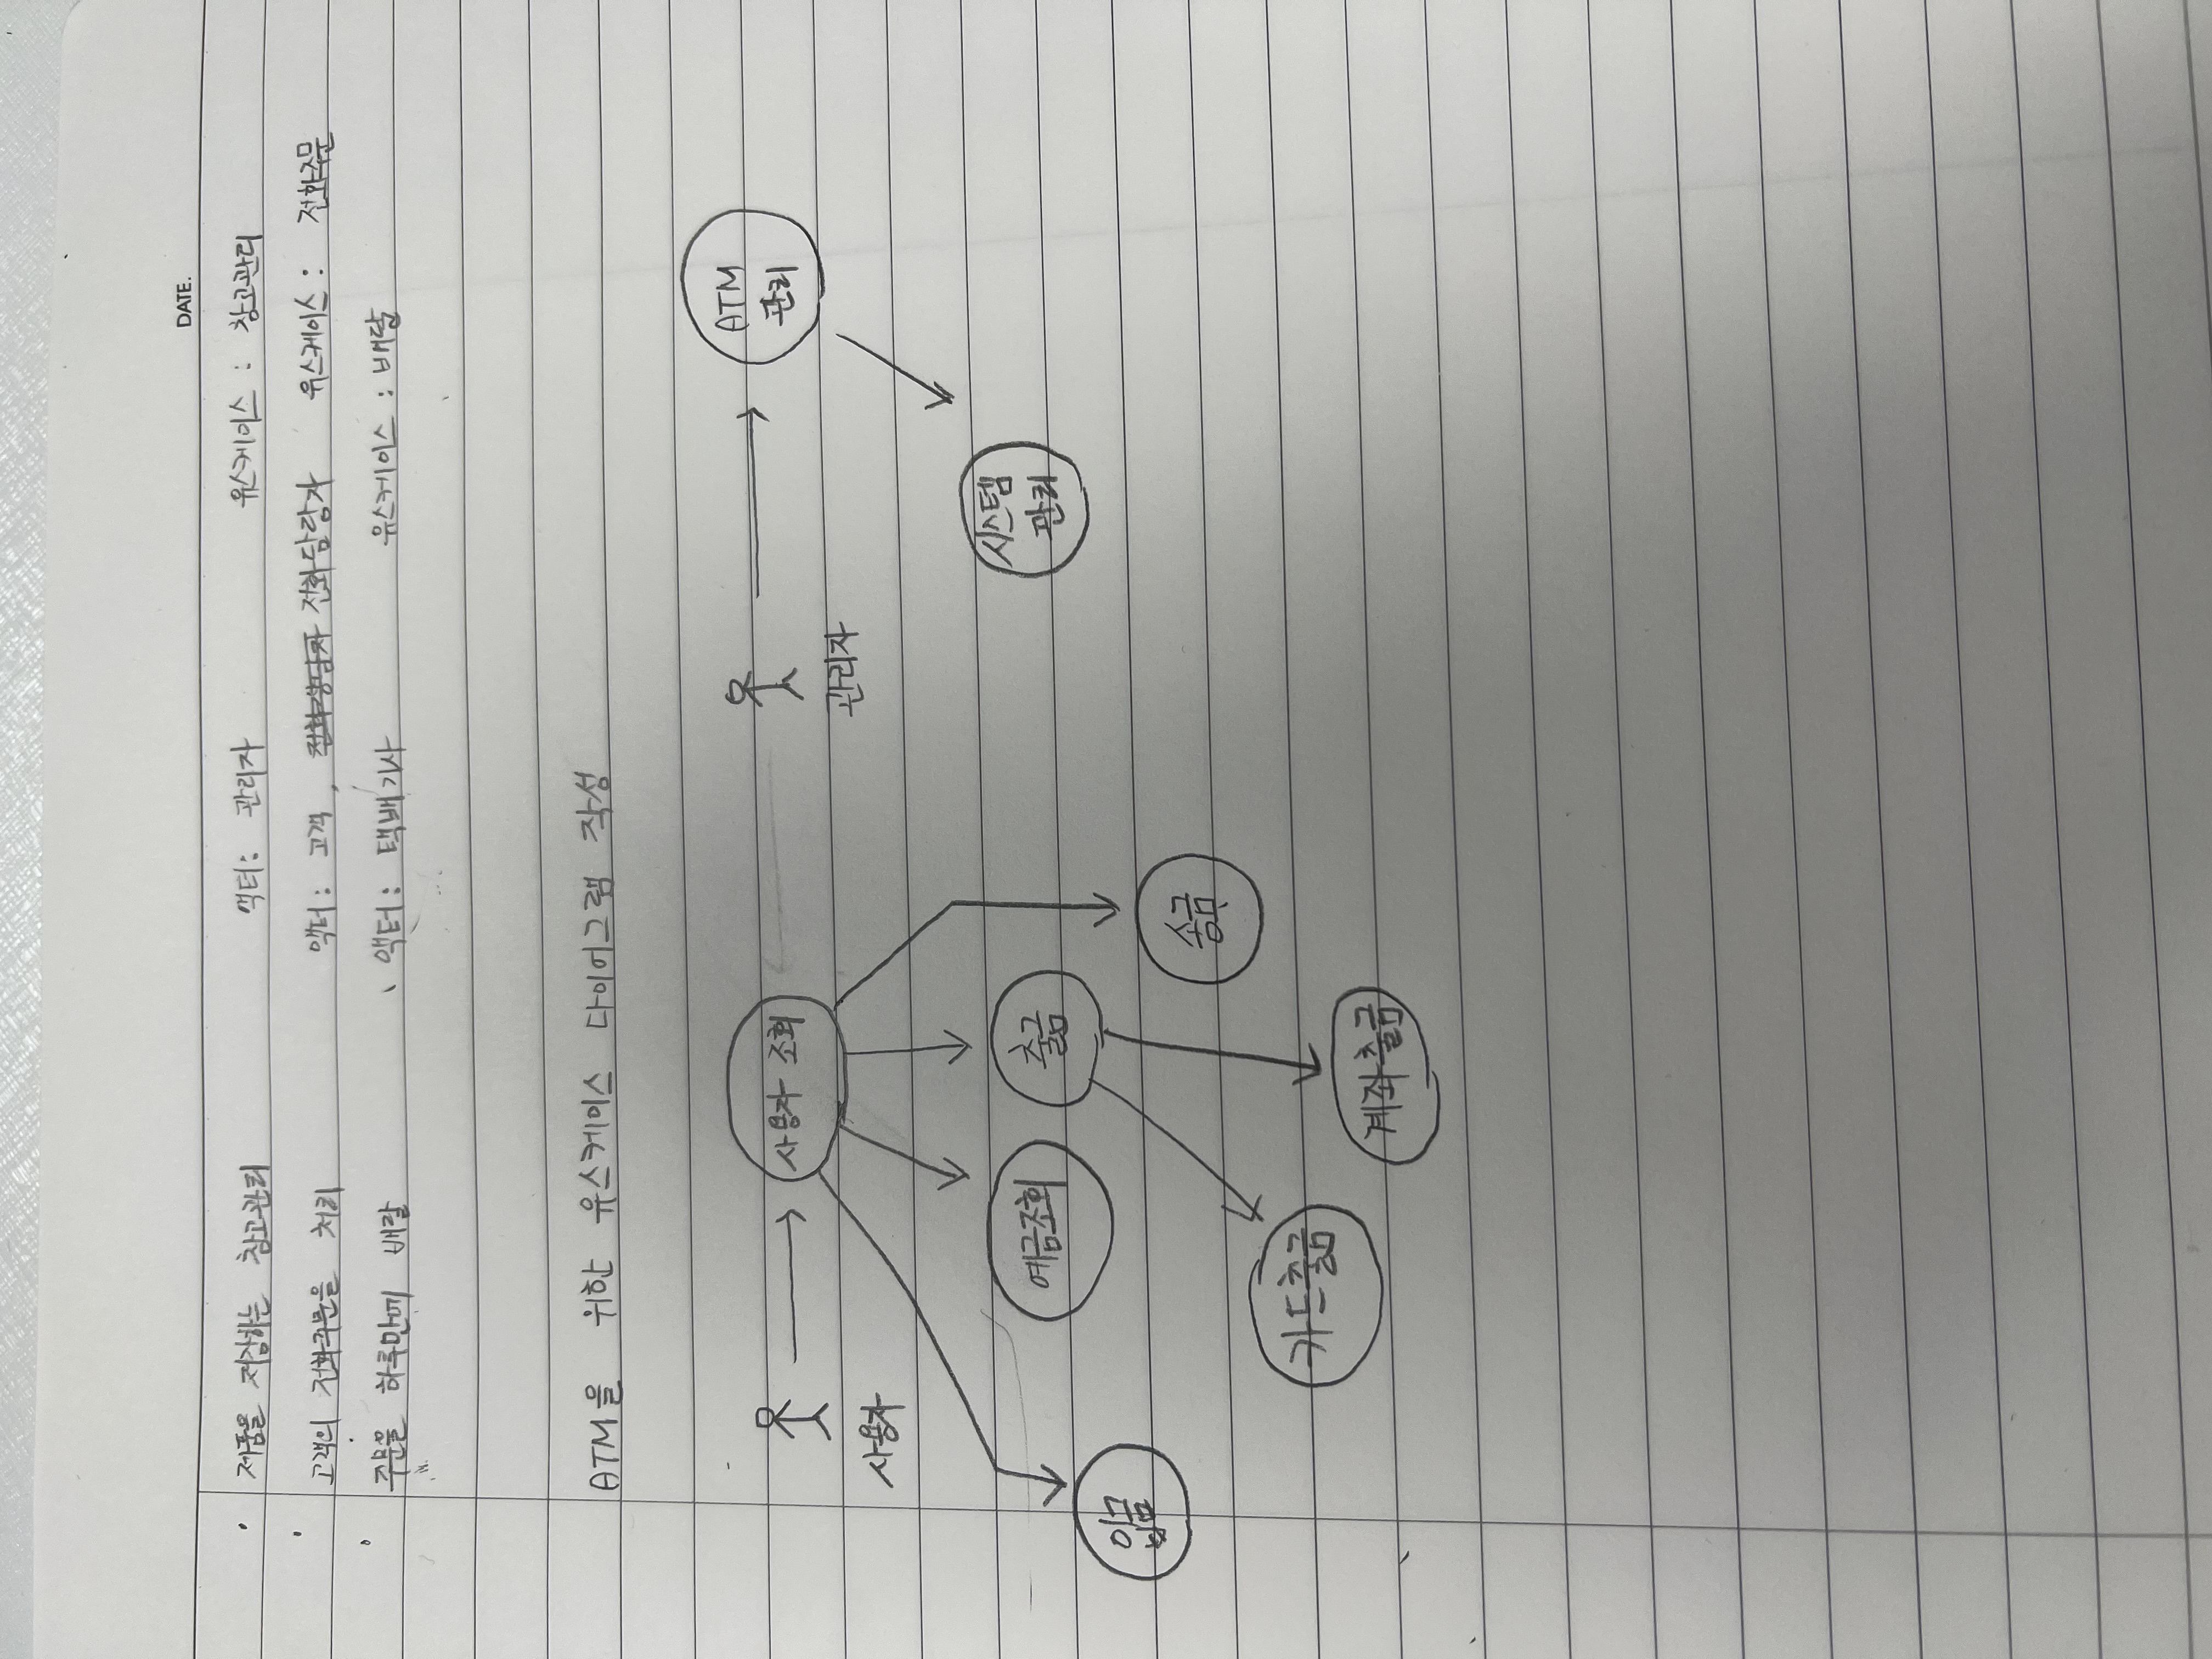 DATE.
제품을 저장하는 창고관리 액터: 관리자 유스케이스 : 창고관리
고객의 전화주문을 처리 액터: 고객, 전화담당자 유스케이스 : 전화주문
주문을 하루만에 배달 액터: 택배기사 유스케이스 : 배달
ATM을 위한 유스케이스 다이어그램 작성
사용자 조회
ATM
관리
사용자
관리자
예금조회
출금
시스템
관리
입금
송금
카드출금
계좌출금